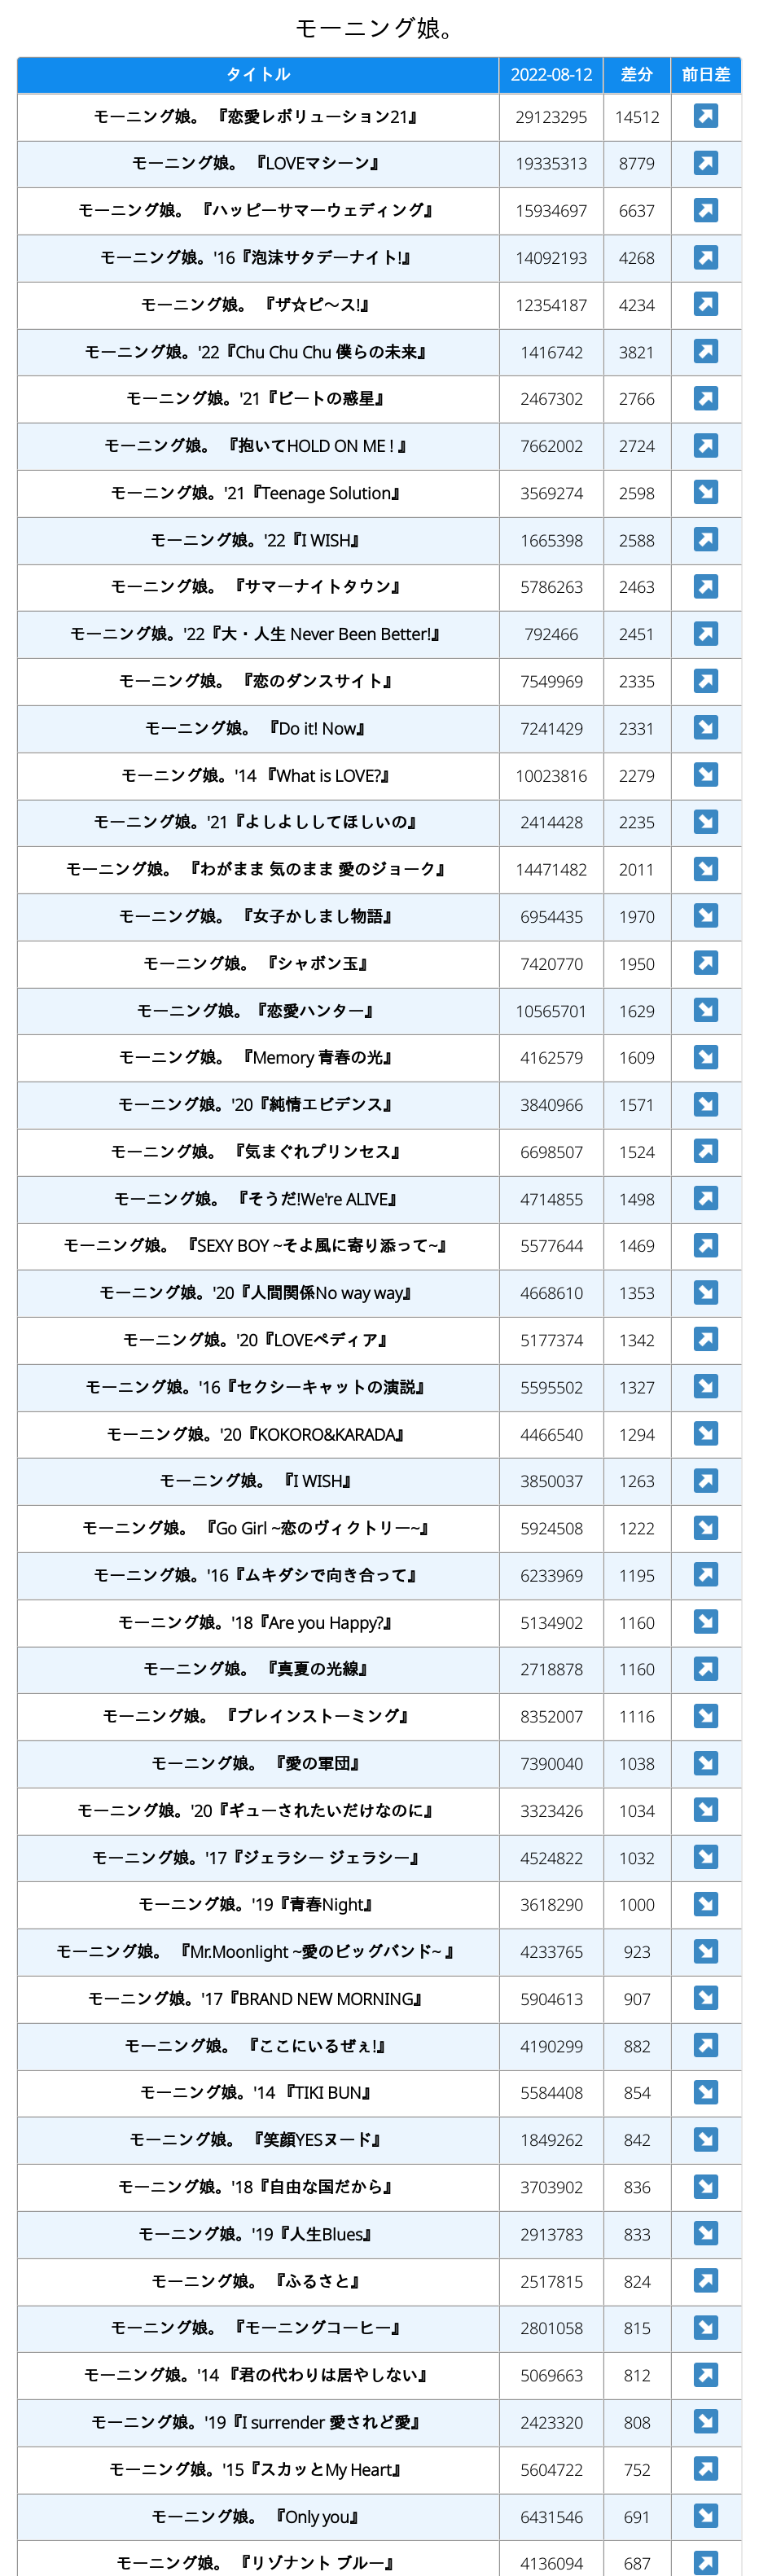 モーニング娘。
タイトル 2022-08-12 差分 前日差
モーニング娘。 『恋愛レボリューション21』 29123295 14512
モーニング娘。 『LOVEマシーン』 19335313 8779
モーニング娘。 『ハッピーサマーウェディング』 15934697 6637
モーニング娘。'16『泡沫サタデーナイト!』 14092193 4268
モーニング娘。 『ザ☆ピ〜ス!』 12354187 4234
モーニング娘。'22『Chu Chu Chu 僕らの未来』 1416742 3821
モーニング娘。'21『ビートの惑星』 2467302 2766
モーニング娘。 『抱いてHOLD ON ME ! 』 7662002 2724
モーニング娘。'21『Teenage Solution』 3569274 2598
モーニング娘。'22『I WISH』 1665398 2588
モーニング娘。 『サマーナイトタウン』 5786263 2463
モーニング娘。'22『大・人生 Never Been Better!』 792466 2451
モーニング娘。 『恋のダンスサイト』 7549969 2335
モーニング娘。 『Do it! Now』 7241429 2331
モーニング娘。'14 『What is LOVE?』 10023816 2279
モーニング娘。'21『よしよししてほしいの』 2414428 2235
モーニング娘。 『わがまま 気のまま 愛のジョーク』 14471482 2011
モーニング娘。 『女子かしまし物語』 6954435 1970
モーニング娘。 『シャボン玉』 7420770 1950
モーニング娘。『恋愛ハンター』 10565701 1629
モーニング娘。 『Memory 青春の光』 4162579 1609
モーニング娘。'20『純情エビデンス』 3840966 1571
モーニング娘。 『気まぐれプリンセス』 6698507 1524
モーニング娘。 『そうだ!We're ALIVE』 4714855 1498
モーニング娘。 『SEXY BOY ~そよ風に寄り添って~』 5577644 1469
モーニング娘。'20『人間関係No way way』 4668610 1353
モーニング娘。'20『LOVEペディア』 5177374 1342
モーニング娘。'16『セクシーキャットの演説』 5595502 1327
モーニング娘。'20『KOKORO&KARADA』 4466540 1294
モーニング娘。 『I WISH』 3850037 1263
モーニング娘。 『Go Girl ~恋のヴィクトリー~』 5924508 1222
モーニング娘。'16『ムキダシで向き合って』 6233969 1195
モーニング娘。'18『Are you Happy?』 5134902 1160
モーニング娘。 『真夏の光線』 2718878 1160
モーニング娘。 『ブレインストーミング』 8352007 1116
モーニング娘。 『愛の軍団』 7390040 1038
モーニング娘。'20『ギューされたいだけなのに』 3323426 1034
モーニング娘。'17『ジェラシー ジェラシー』 4524822 1032
モーニング娘。'19『青春Night』 3618290 1000
モーニング娘。 『Mr.Moonlight ~愛のビッグバンド~ 』 4233765 923
モーニング娘。'17『BRAND NEW MORNING』 5904613 907
モーニング娘。 『ここにいるぜぇ!』 4190299 882
モーニング娘。'14 『TIKI BUN』 5584408 854
モーニング娘。 『笑顔YESヌード』 1849262 842
モーニング娘。'18『自由な国だから』 3703902 836
モーニング娘。'19『人生Blues』 2913783 833
モーニング娘。 『ふるさと』 2517815 824
モーニング娘。 『モーニングコーヒー』 2801058 815
モーニング娘。'14 『君の代わりは居やしない』 5069663 812
モーニング娘。'19『I surrender 愛されど愛』 2423320 808
モーニング娘。'15『スカッとMy Heart』 5604722 752
モーニング娘。 『Only you』 6431546 691
モーニング娘。 『リゾナント ブルー』 4136094 687